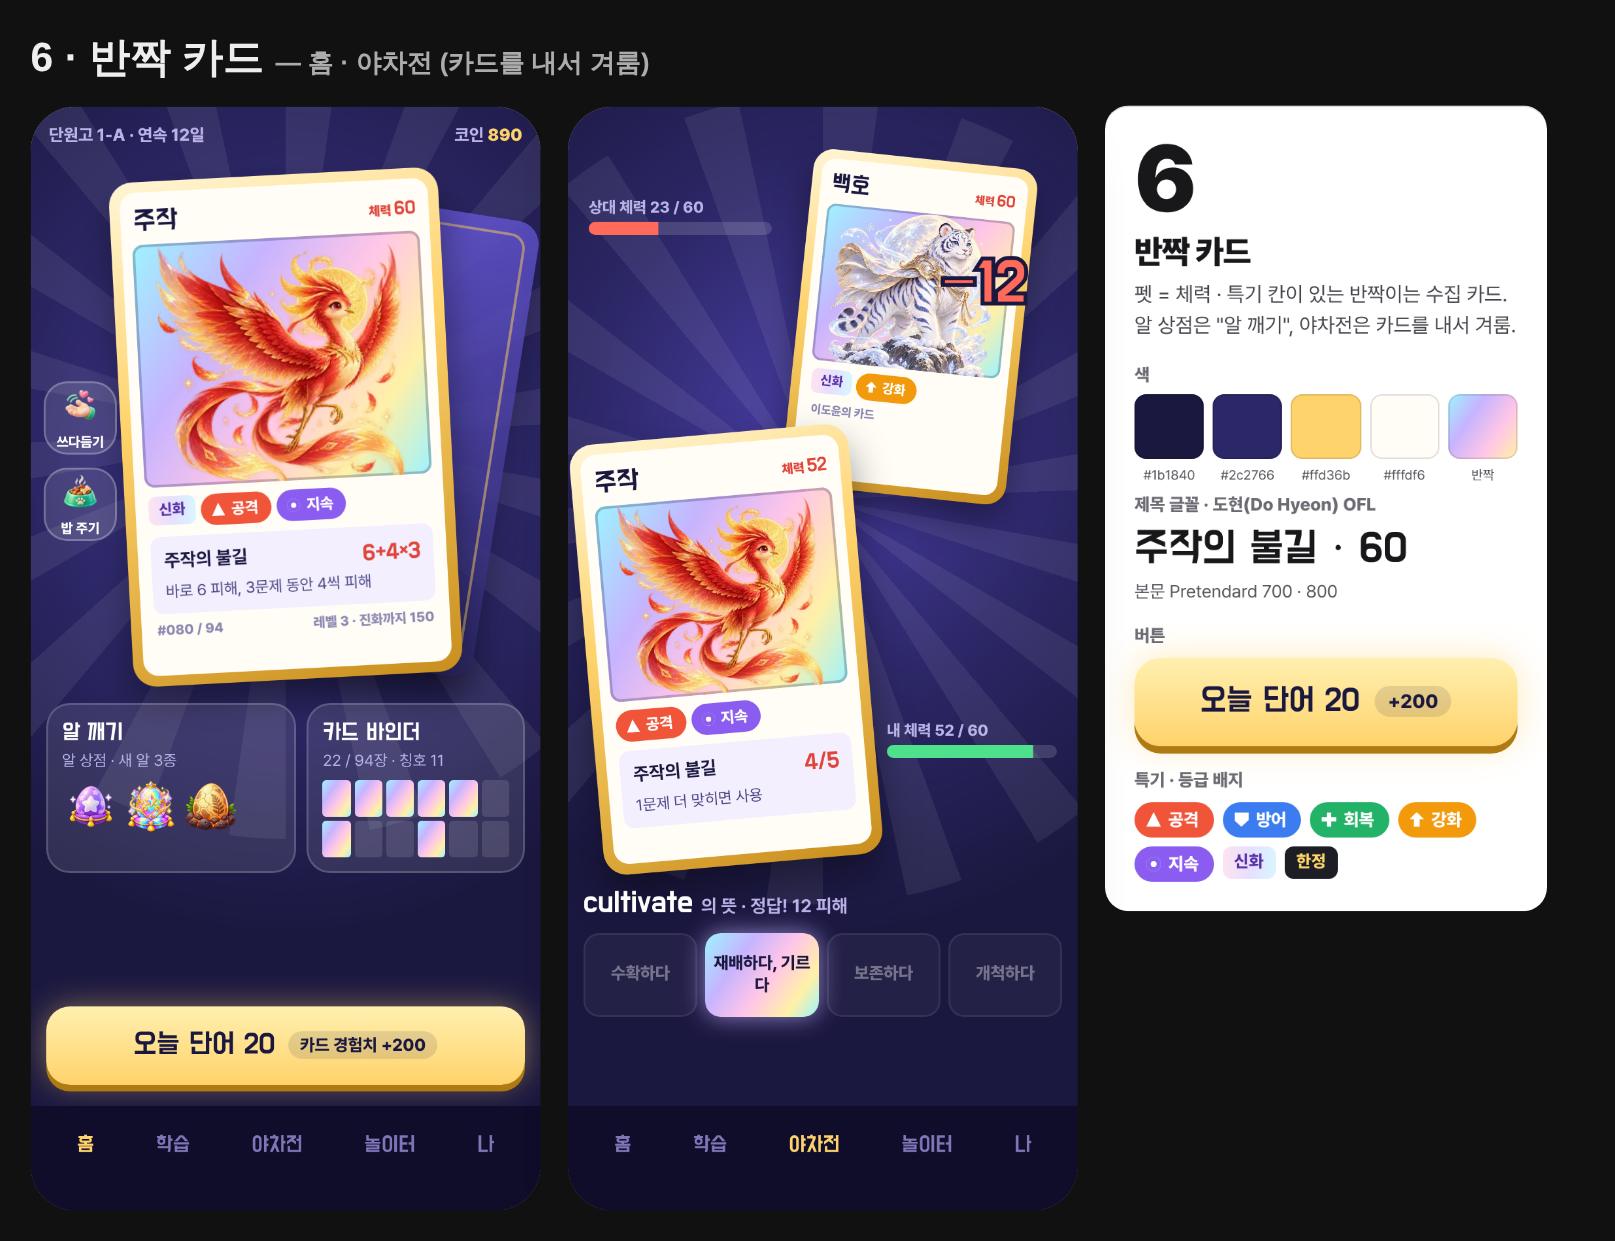 6 · 반짝 카드 — 홈 · 야차전 (카드를 내서 겨룸)
단원고 1-A · 연속 12일
코인 890
주작
체력 60
쓰다듬기
밥 주기
신화
공격
지속
주작의 불길
6+4×3
바로 6 피해, 3문제 동안 4씩 피해
#080 / 94
레벨 3 · 진화까지 150
알 깨기
알 상점 · 새 알 3종
카드 바인더
22 / 94장 · 칭호 11
오늘 단어 20
카드 경험치 +200
홈
학습
야차전
놀이터
나
상대 체력 23 / 60
백호
체력 60
-12
신화
강화
이도윤의 카드
주작
체력 52
공격
지속
주작의 불길
4/5
1문제 더 맞히면 사용
내 체력 52 / 60
cultivate 의 뜻 · 정답! 12 피해
수확하다
재배하다, 기르
다
보존하다
개척하다
홈
학습
야차전
놀이터
나
6
반짝 카드
펫 = 체력 · 특기 칸이 있는 반짝이는 수집 카드.
알 상점은 "알 깨기", 야차전은 카드를 내서 겨룸.
색
#1b1840
#2c2766
#ffd36b
#fffdf6
반짝
제목 글꼴 · 도현(Do Hyeon) OFL
주작의 불길 · 60
본문 Pretendard 700 · 800
버튼
오늘 단어 20
+200
특기 · 등급 배지
공격
방어
회복
강화
지속
신화
한정